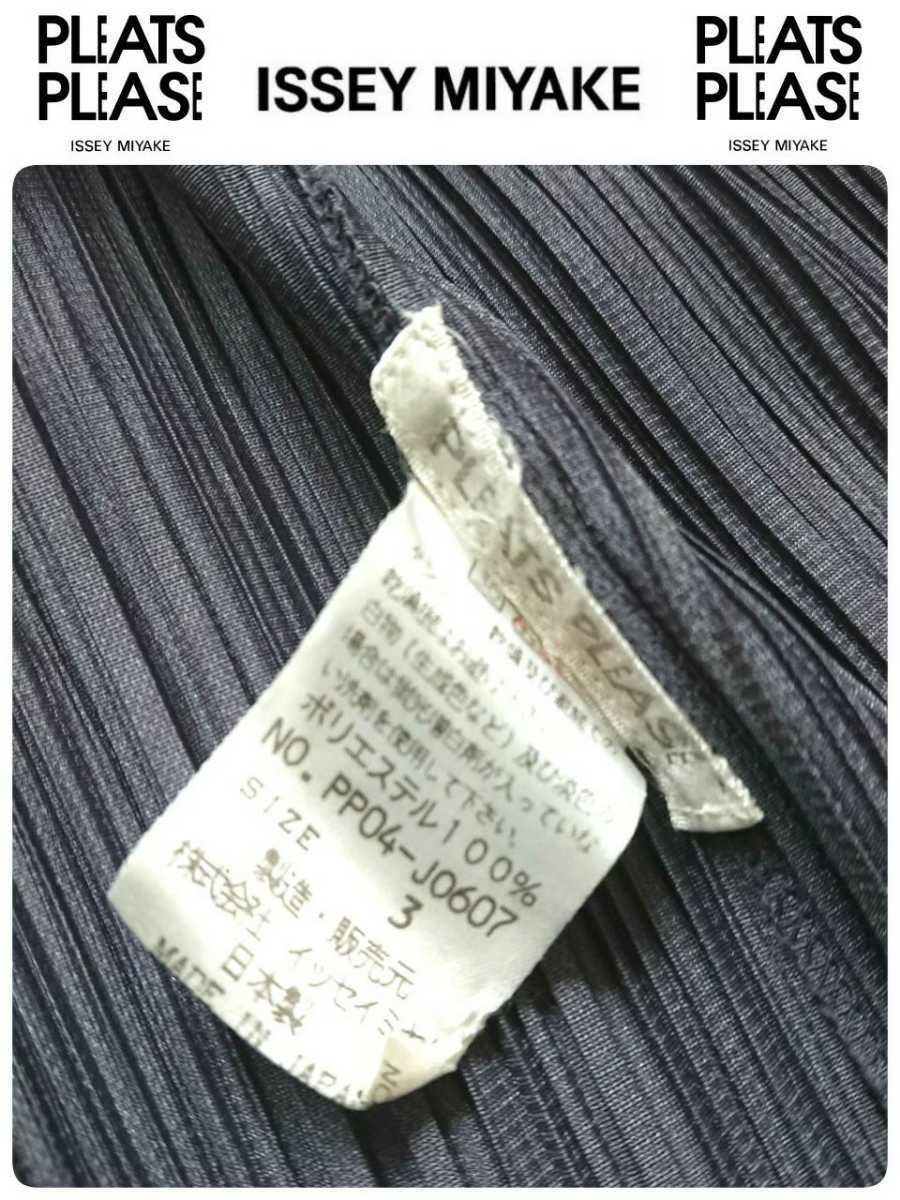 PLEATS
PLEASE
ISSEY MIYAKE
ISSEY MIYAKE
PLEATS
PLEASE
ISSEY MIYAKE
PLEATS PLEASE
白南(生成色など)及び淡色の
場合は蛍光増白剤が入っていな
い洗剤を使用して下さい。
ポリエステル100%
NO. PP04-J0607
SIZE 3
製造・販売元
株式会社 イッセイミヤ
日本製
MADE IN JAPAN